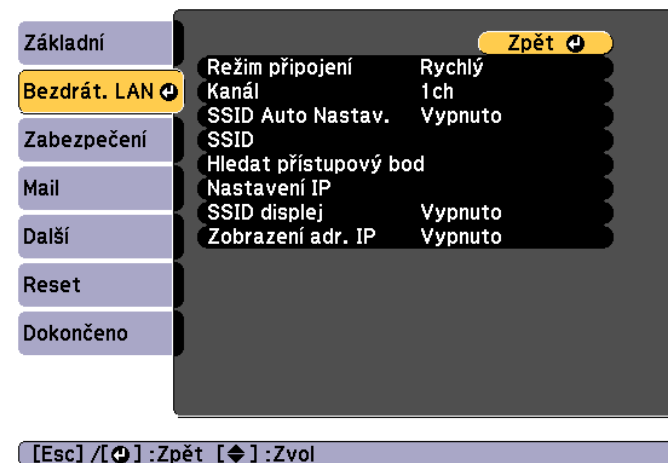 Základní
Bezdrát. LAN
Zabezpečení
Mail
Další
Reset
Dokončeno
Zpět
Režim připojení Rychlý
Kanál 1ch
SSID Auto Nastav. Vypnuto
SSID
Hledat přístupový bod
Nastavení IP
SSID displej Vypnuto
Zobrazení adr. IP Vypnuto
[Esc] /[⏎] :Zpět [◆] :Zvol